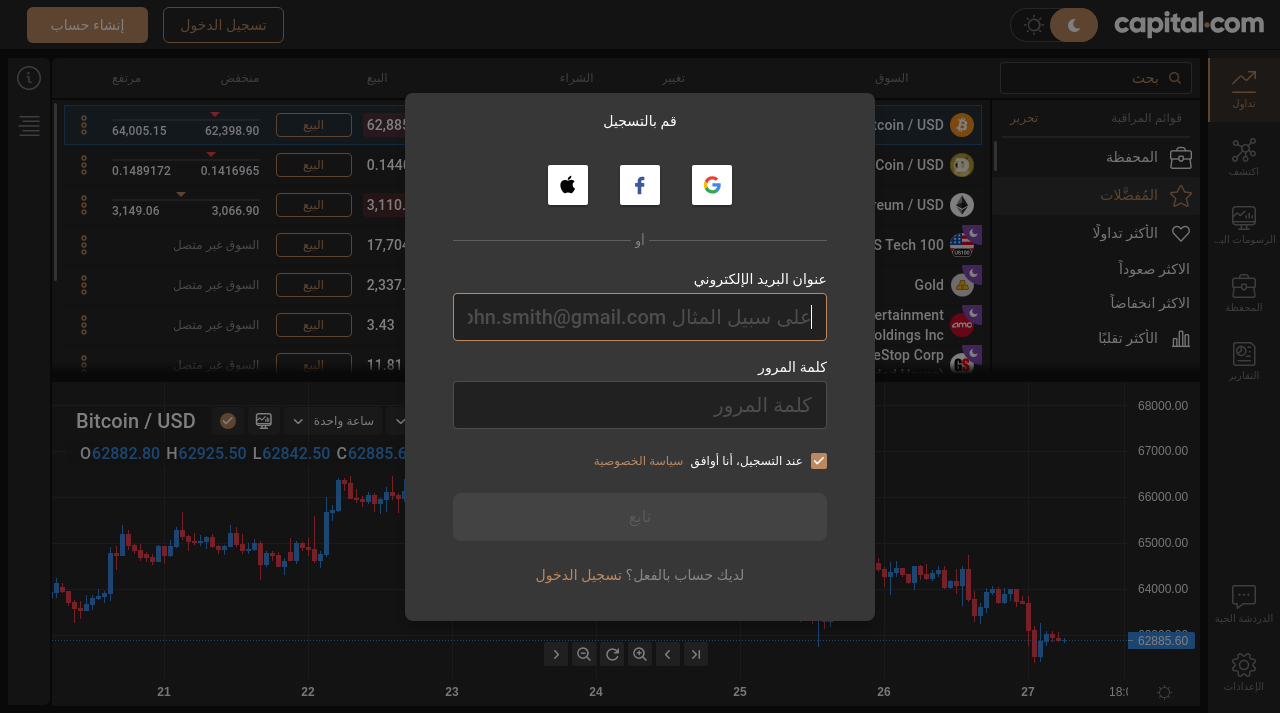 capital.com
تسجيل الدخول
إنشاء حساب
بحث
السوق
تغيير
الشراء
البيع
منخفض
مرتفع
قوائم المراقبة
تحرير
المحفظة
المُفضَّلات
الأكثر تداولًا
الاكثر صعوداً
الاكثر انخفاضاً
الأكثر تقلبًا
تداول
اكتشف
الرسومات البـ...
المحفظة
التقارير
الدردشة الحية
الإعدادات
tcoin / USD
62,885
البيع
62,398.90
64,005.15
Coin / USD
0.1446
البيع
0.1416965
0.1489172
reum / USD
3,110.
البيع
3,066.90
3,149.06
S Tech 100
17,704
البيع
السوق غير متصل
Gold
2,337.
البيع
السوق غير متصل
ertainment
oldings Inc
3.43
البيع
السوق غير متصل
eStop Corp
11.81
البيع
السوق غير متصل
قم بالتسجيل
أو
عنوان البريد الإلكتروني
على سبيل المثال ohn.smith@gmail.com
كلمة المرور
كلمة المرور
عند التسجيل، أنا أوافق سياسة الخصوصية
تابع
لديك حساب بالفعل؟ تسجيل الدخول
Bitcoin / USD
ساعة واحدة
O62882.80 H62925.50 L62842.50 C62885.6
68000.00
67000.00
66000.00
65000.00
64000.00
62885.60
21 22 23 24 25 26 27 18:0